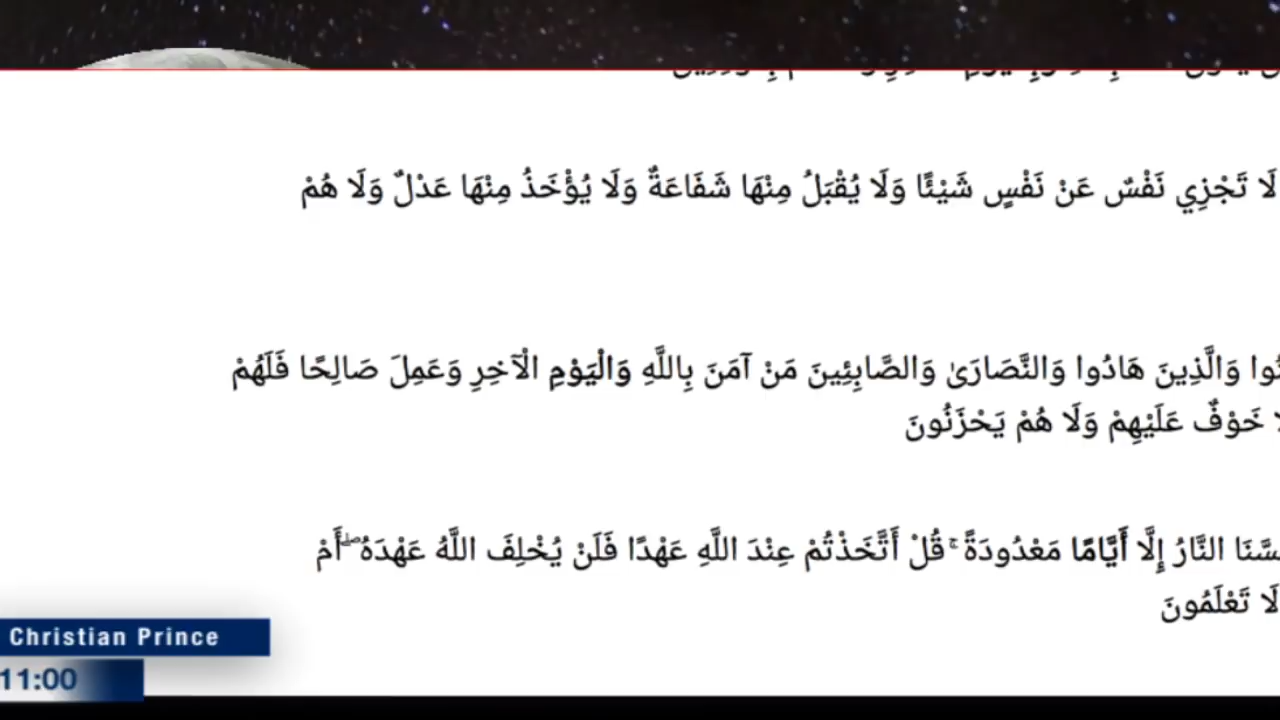 لَا تَجْزِي نَفْسٌ عَنْ نَفْسٍ شَيْئًا وَلَا يُقْبَلُ مِنْهَا شَفَاعَةٌ وَلَا يُؤْخَذُ مِنْهَا عَدْلٌ وَلَا هُمْ
وَالَّذِينَ هَادُوا وَالنَّصَارَىٰ وَالصَّابِئِينَ مَنْ آمَنَ بِاللَّهِ وَالْيَوْمِ الْآخِرِ وَعَمِلَ صَالِحًا فَلَهُمْ
خَوْفٌ عَلَيْهِمْ وَلَا هُمْ يَحْزَنُونَ
النَّارُ إِلَّا أَيَّامًا مَعْدُودَةً ۚ قُلْ أَتَّخَذْتُمْ عِنْدَ اللَّهِ عَهْدًا فَلَنْ يُخْلِفَ اللَّهُ عَهْدَهُ ۖ أَمْ
لَا تَعْلَمُونَ
Christian Prince
11:00